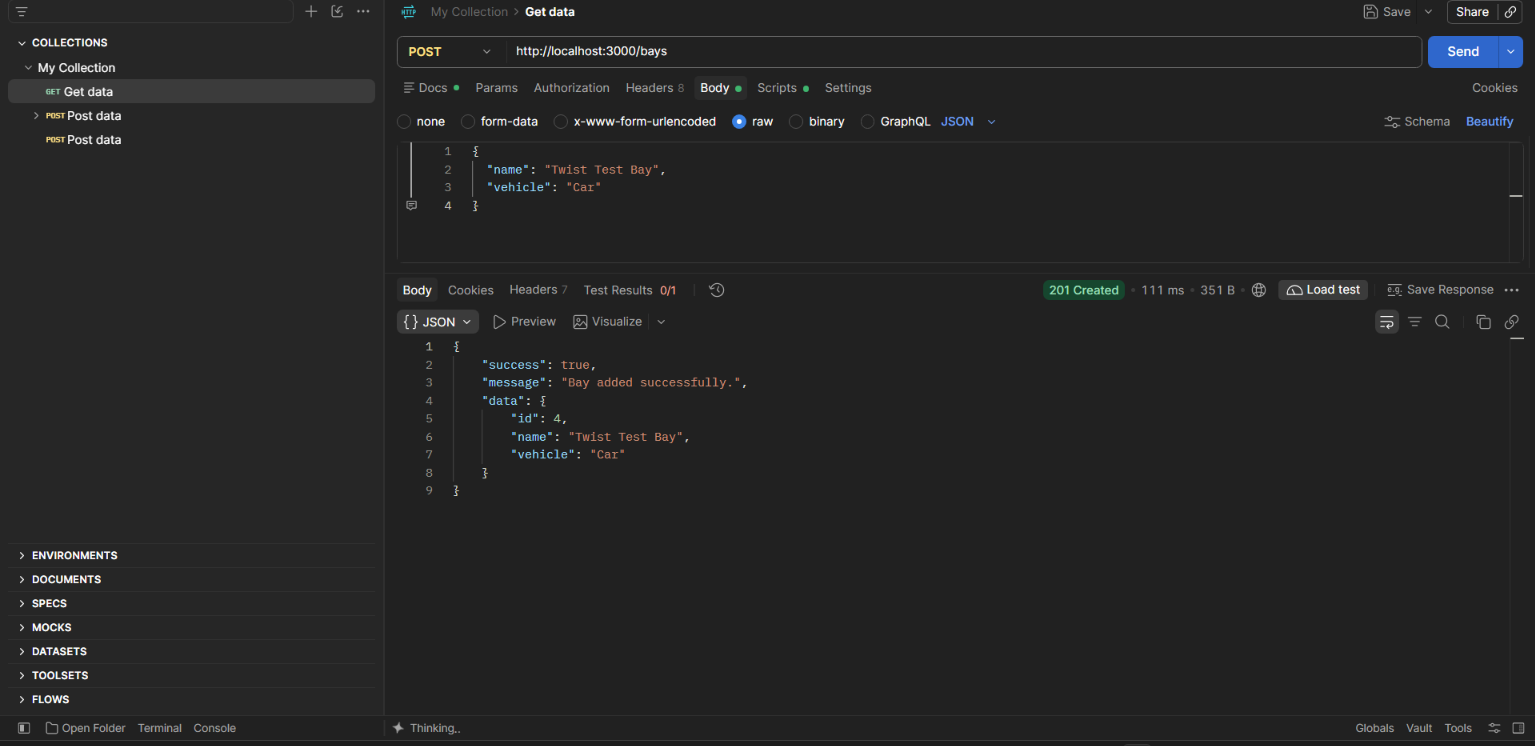 My Collection > Get data
Save
Share
COLLECTIONS
My Collection
GET Get data
POST Post data
POST Post data
POST
http://localhost:3000/bays
Send
Docs
Params
Authorization
Headers 8
Body
Scripts
Settings
Cookies
none
form-data
x-www-form-urlencoded
raw
binary
GraphQL
JSON
Schema
Beautify
1 {
2 "name": "Twist Test Bay",
3 "vehicle": "Car"
4 }
Body
Cookies
Headers 7
Test Results 0/1
201 Created
111 ms
351 B
Load test
e.g. Save Response
{} JSON
Preview
Visualize
1 {
2 "success": true,
3 "message": "Bay added successfully.",
4 "data": {
5 "id": 4,
6 "name": "Twist Test Bay",
7 "vehicle": "Car"
8 }
9 }
ENVIRONMENTS
DOCUMENTS
SPECS
MOCKS
DATASETS
TOOLSETS
FLOWS
Open Folder
Terminal
Console
Thinking..
Globals
Vault
Tools